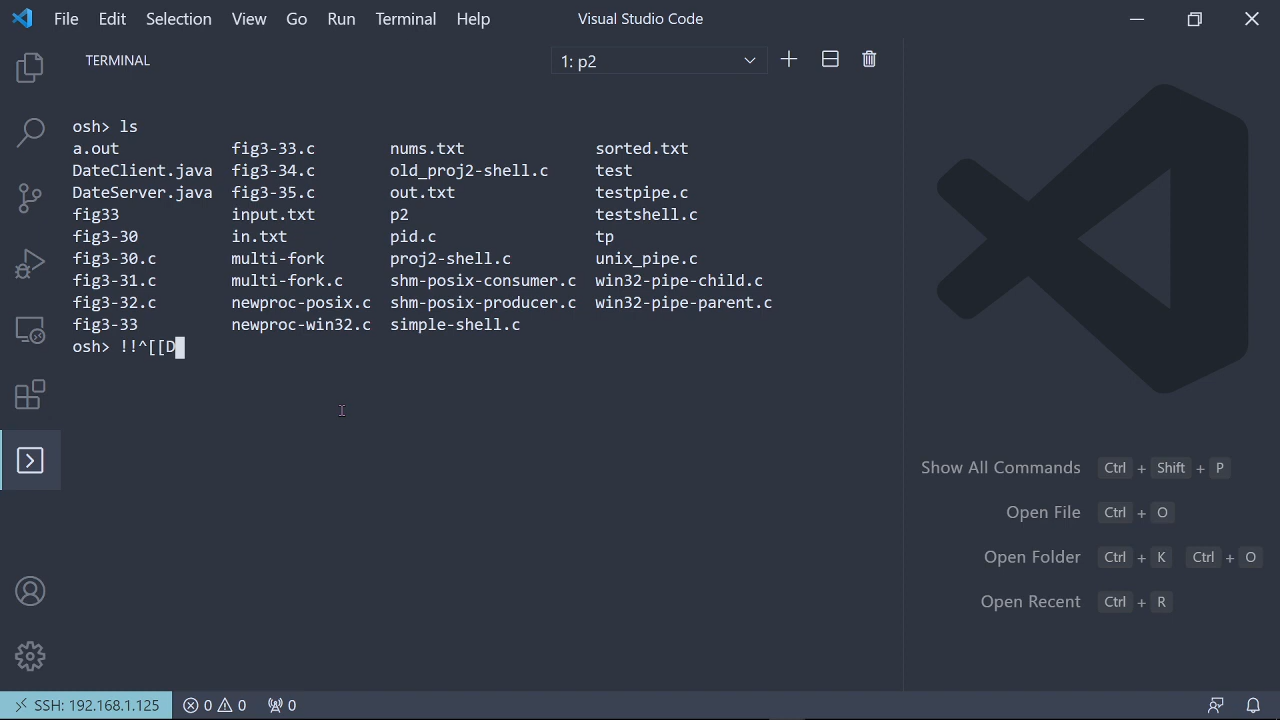 File Edit Selection View Go Run Terminal Help Visual Studio Code
TERMINAL 1: p2
osh> ls
a.out fig3-33.c nums.txt sorted.txt
DateClient.java fig3-34.c old_proj2-shell.c test
DateServer.java fig3-35.c out.txt testpipe.c
fig33 input.txt p2 testshell.c
fig3-30 in.txt pid.c tp
fig3-30.c multi-fork proj2-shell.c unix_pipe.c
fig3-31.c multi-fork.c shm-posix-consumer.c win32-pipe-child.c
fig3-32.c newproc-posix.c shm-posix-producer.c win32-pipe-parent.c
fig3-33 newproc-win32.c simple-shell.c
osh> !!^[[D
Show All Commands Ctrl + Shift + P
Open File Ctrl + O
Open Folder Ctrl + K Ctrl + O
Open Recent Ctrl + R
SSH: 192.168.1.125 0 0 0